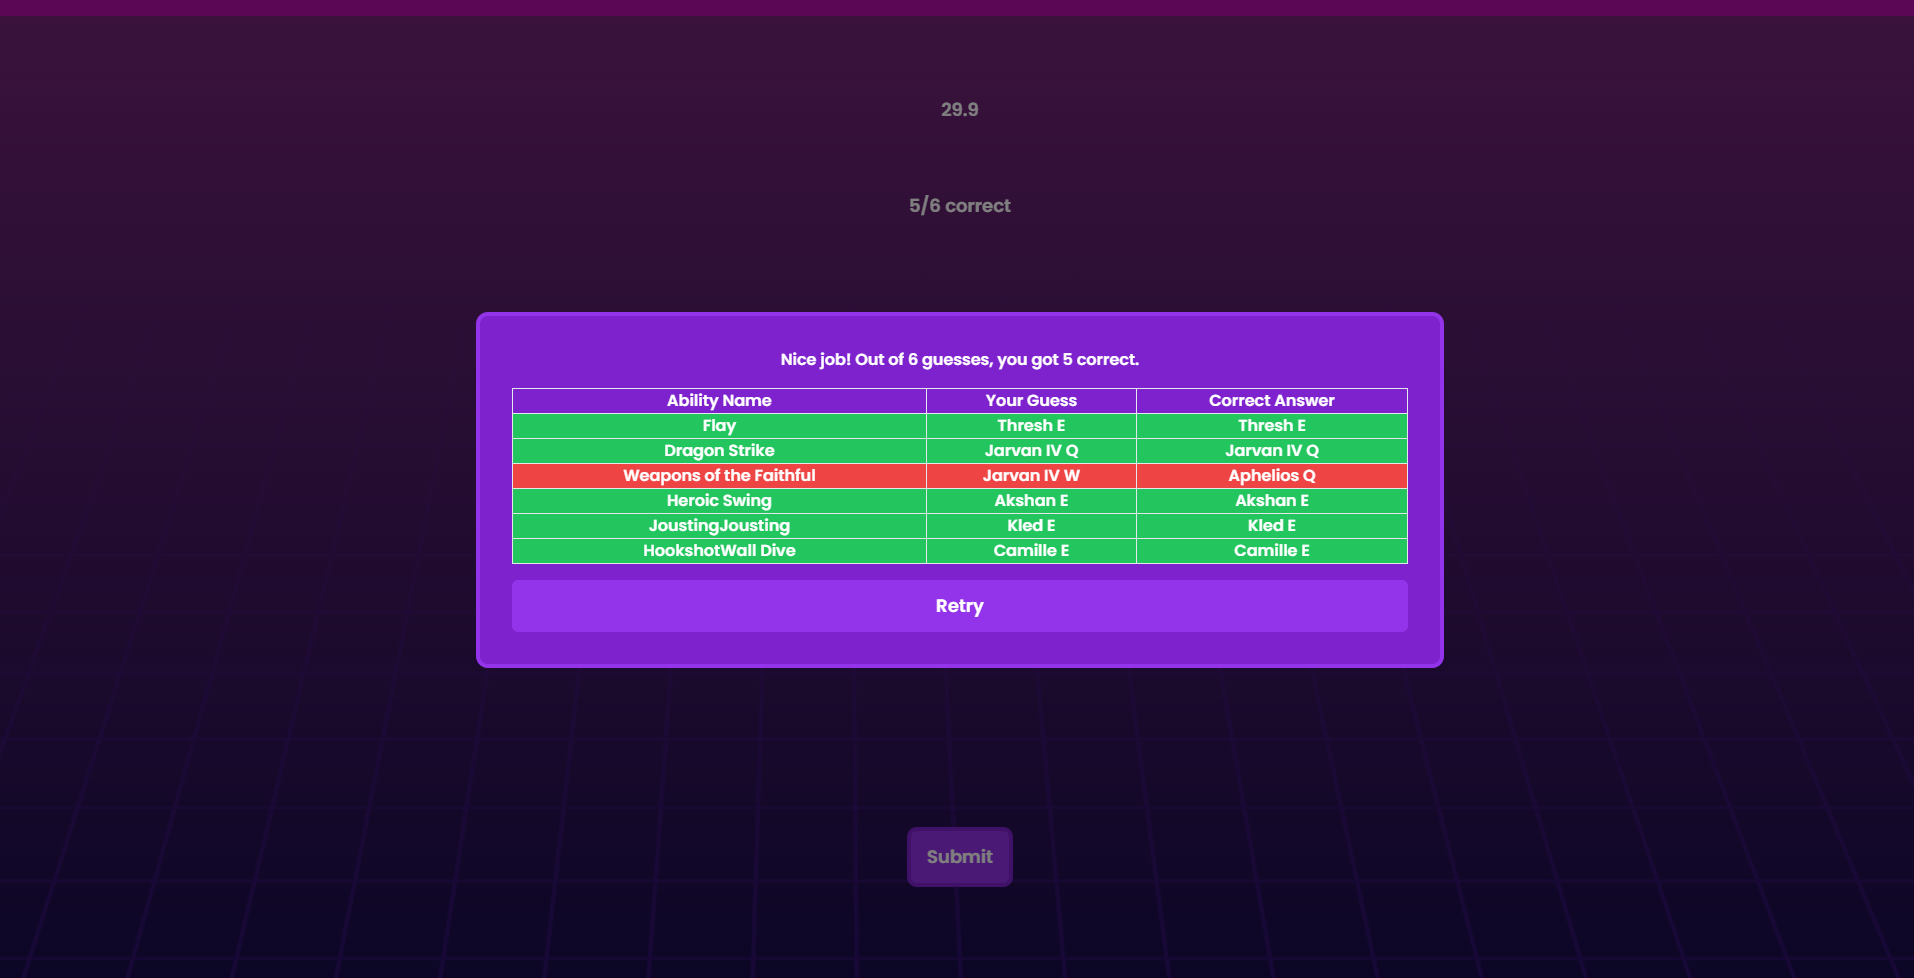 29.9
5/6 correct
Nice job! Out of 6 guesses, you got 5 correct.
Ability Name Your Guess Correct Answer
Flay Thresh E Thresh E
Dragon Strike Jarvan IV Q Jarvan IV Q
Weapons of the Faithful Jarvan IV W Aphelios Q
Heroic Swing Akshan E Akshan E
JoustingJousting Kled E Kled E
HookshotWall Dive Camille E Camille E
Retry
Submit